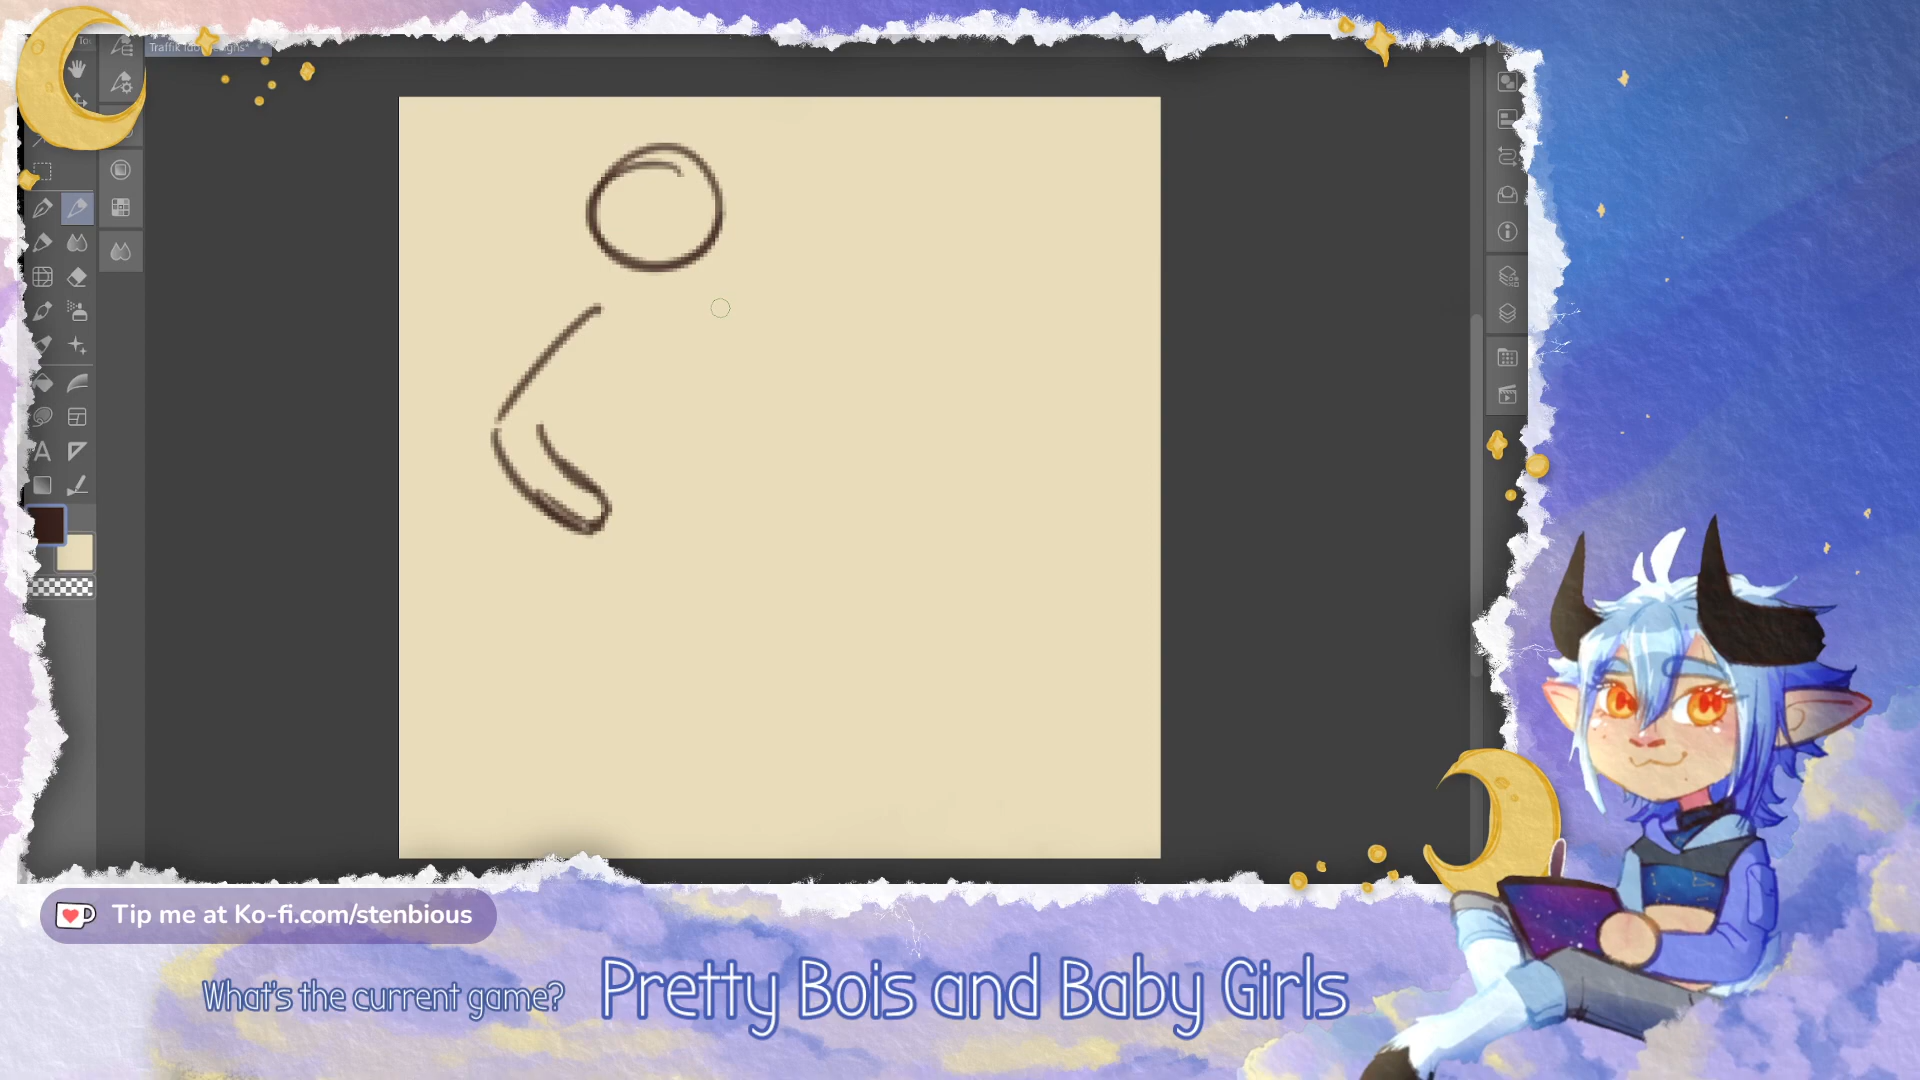 Tip me at Ko-fi.com/stenbious
What's the current game?
Pretty Bois and Baby Girls